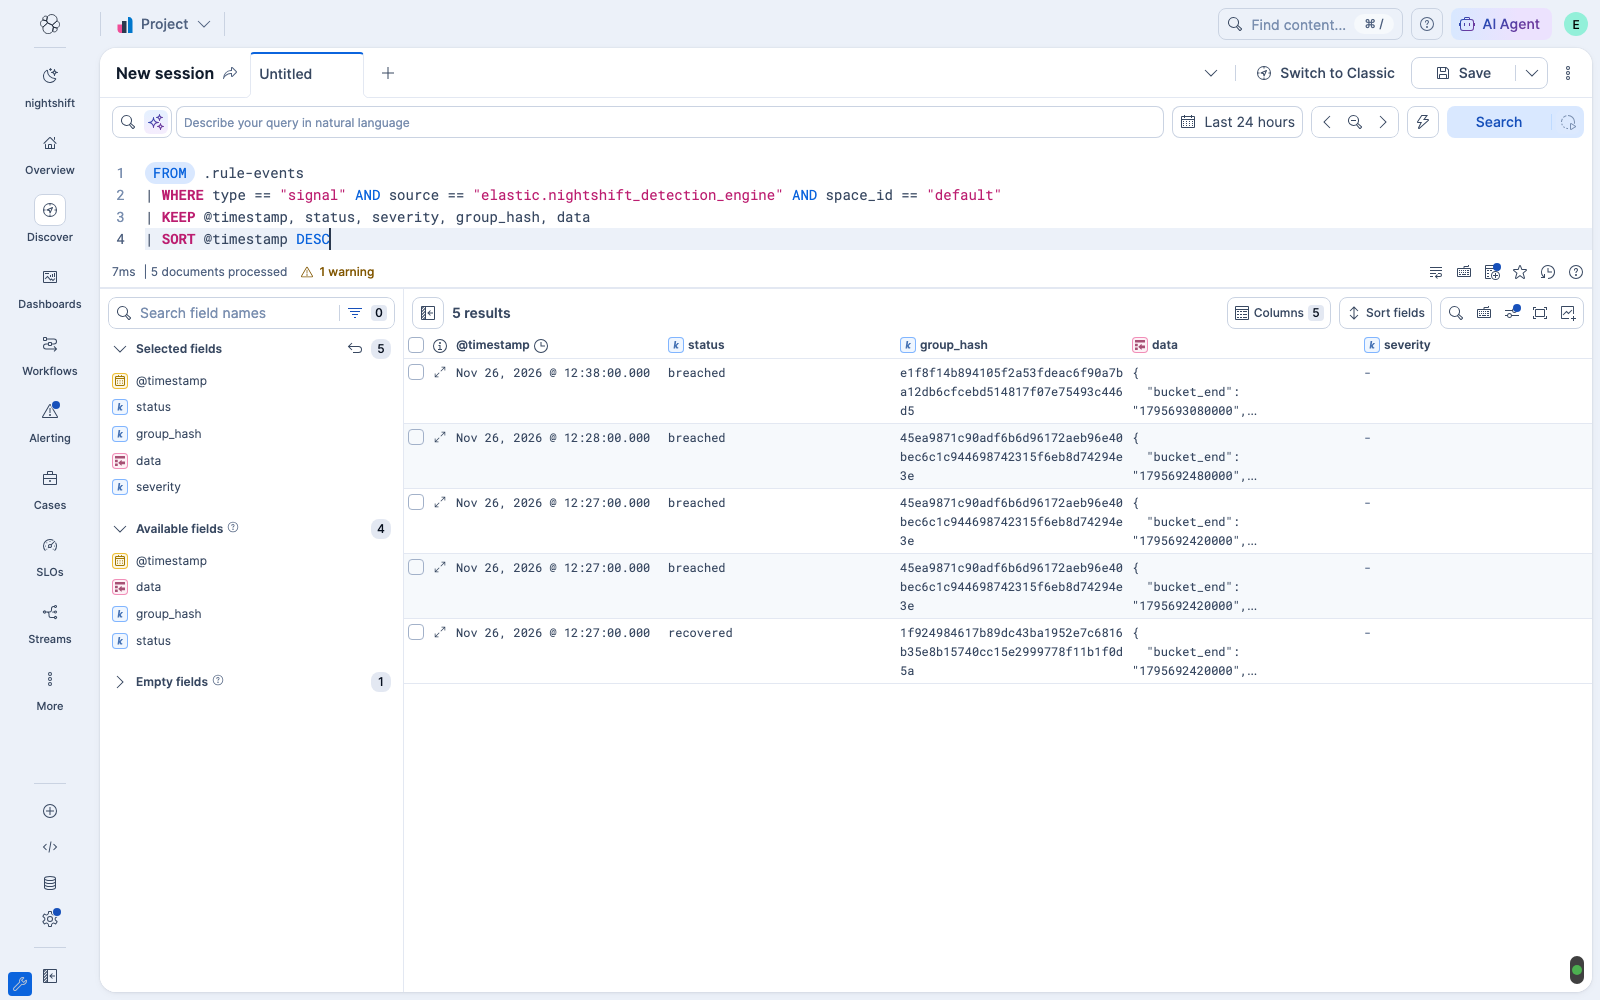 Project
Find content...
⌘ /
AI Agent
E
nightshift
Overview
Discover
Dashboards
Workflows
Alerting
Cases
SLOs
Streams
More
New session
Untitled
Switch to Classic
Save
Describe your query in natural language
Last 24 hours
Search
1 FROM .rule-events
2 | WHERE type == "signal" AND source == "elastic.nightshift_detection_engine" AND space_id == "default"
3 | KEEP @timestamp, status, severity, group_hash, data
4 | SORT @timestamp DESC
7ms | 5 documents processed 1 warning
Search field names 0
Selected fields 5
@timestamp
k status
k group_hash
data
k severity
Available fields 4
@timestamp
data
k group_hash
k status
Empty fields 1
5 results
Columns 5
Sort fields
@timestamp k status k group_hash data k severity
Nov 26, 2026 @ 12:38:00.000 breached e1f8f14b894105f2a53fdeac6f90a7b { -
a12db6cfcebd514817f07e75493c446 "bucket_end":
d5 "1795693080000",...
Nov 26, 2026 @ 12:28:00.000 breached 45ea9871c90adf6b6d96172aeb96e40 { -
bec6c1c944698742315f6eb8d74294e "bucket_end":
3e "1795692480000",...
Nov 26, 2026 @ 12:27:00.000 breached 45ea9871c90adf6b6d96172aeb96e40 { -
bec6c1c944698742315f6eb8d74294e "bucket_end":
3e "1795692420000",...
Nov 26, 2026 @ 12:27:00.000 breached 45ea9871c90adf6b6d96172aeb96e40 { -
bec6c1c944698742315f6eb8d74294e "bucket_end":
3e "1795692420000",...
Nov 26, 2026 @ 12:27:00.000 recovered 1f924984617b89dc43ba1952e7c6816 { -
b35e8b15740cc15e2999778f11b1f0d "bucket_end":
5a "1795692420000",...